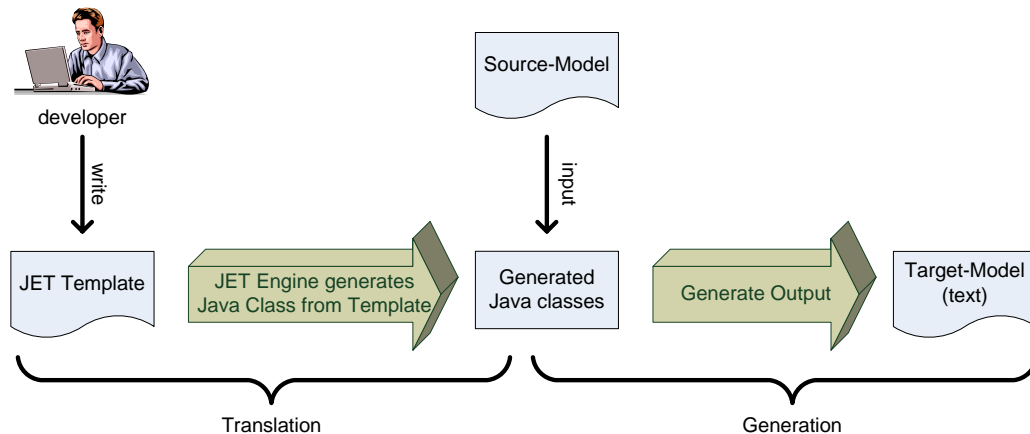 developer
write
Source-Model
input
JET Template
JET Engine generates
Java Class from Template
Generated
Java classes
Generate Output
Target-Model
(text)
Translation
Generation